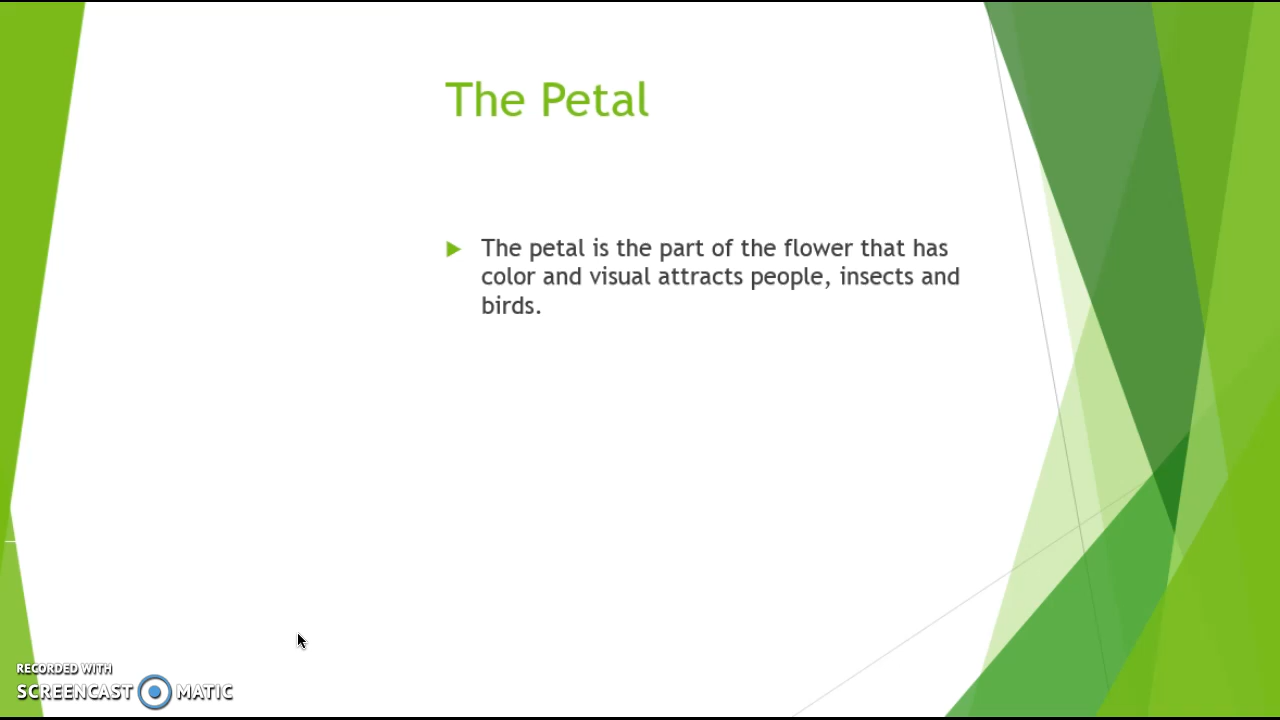 The Petal
The petal is the part of the flower that has
color and visual attracts people, insects and
birds.
RECORDED WITH
SCREENCAST MATIC